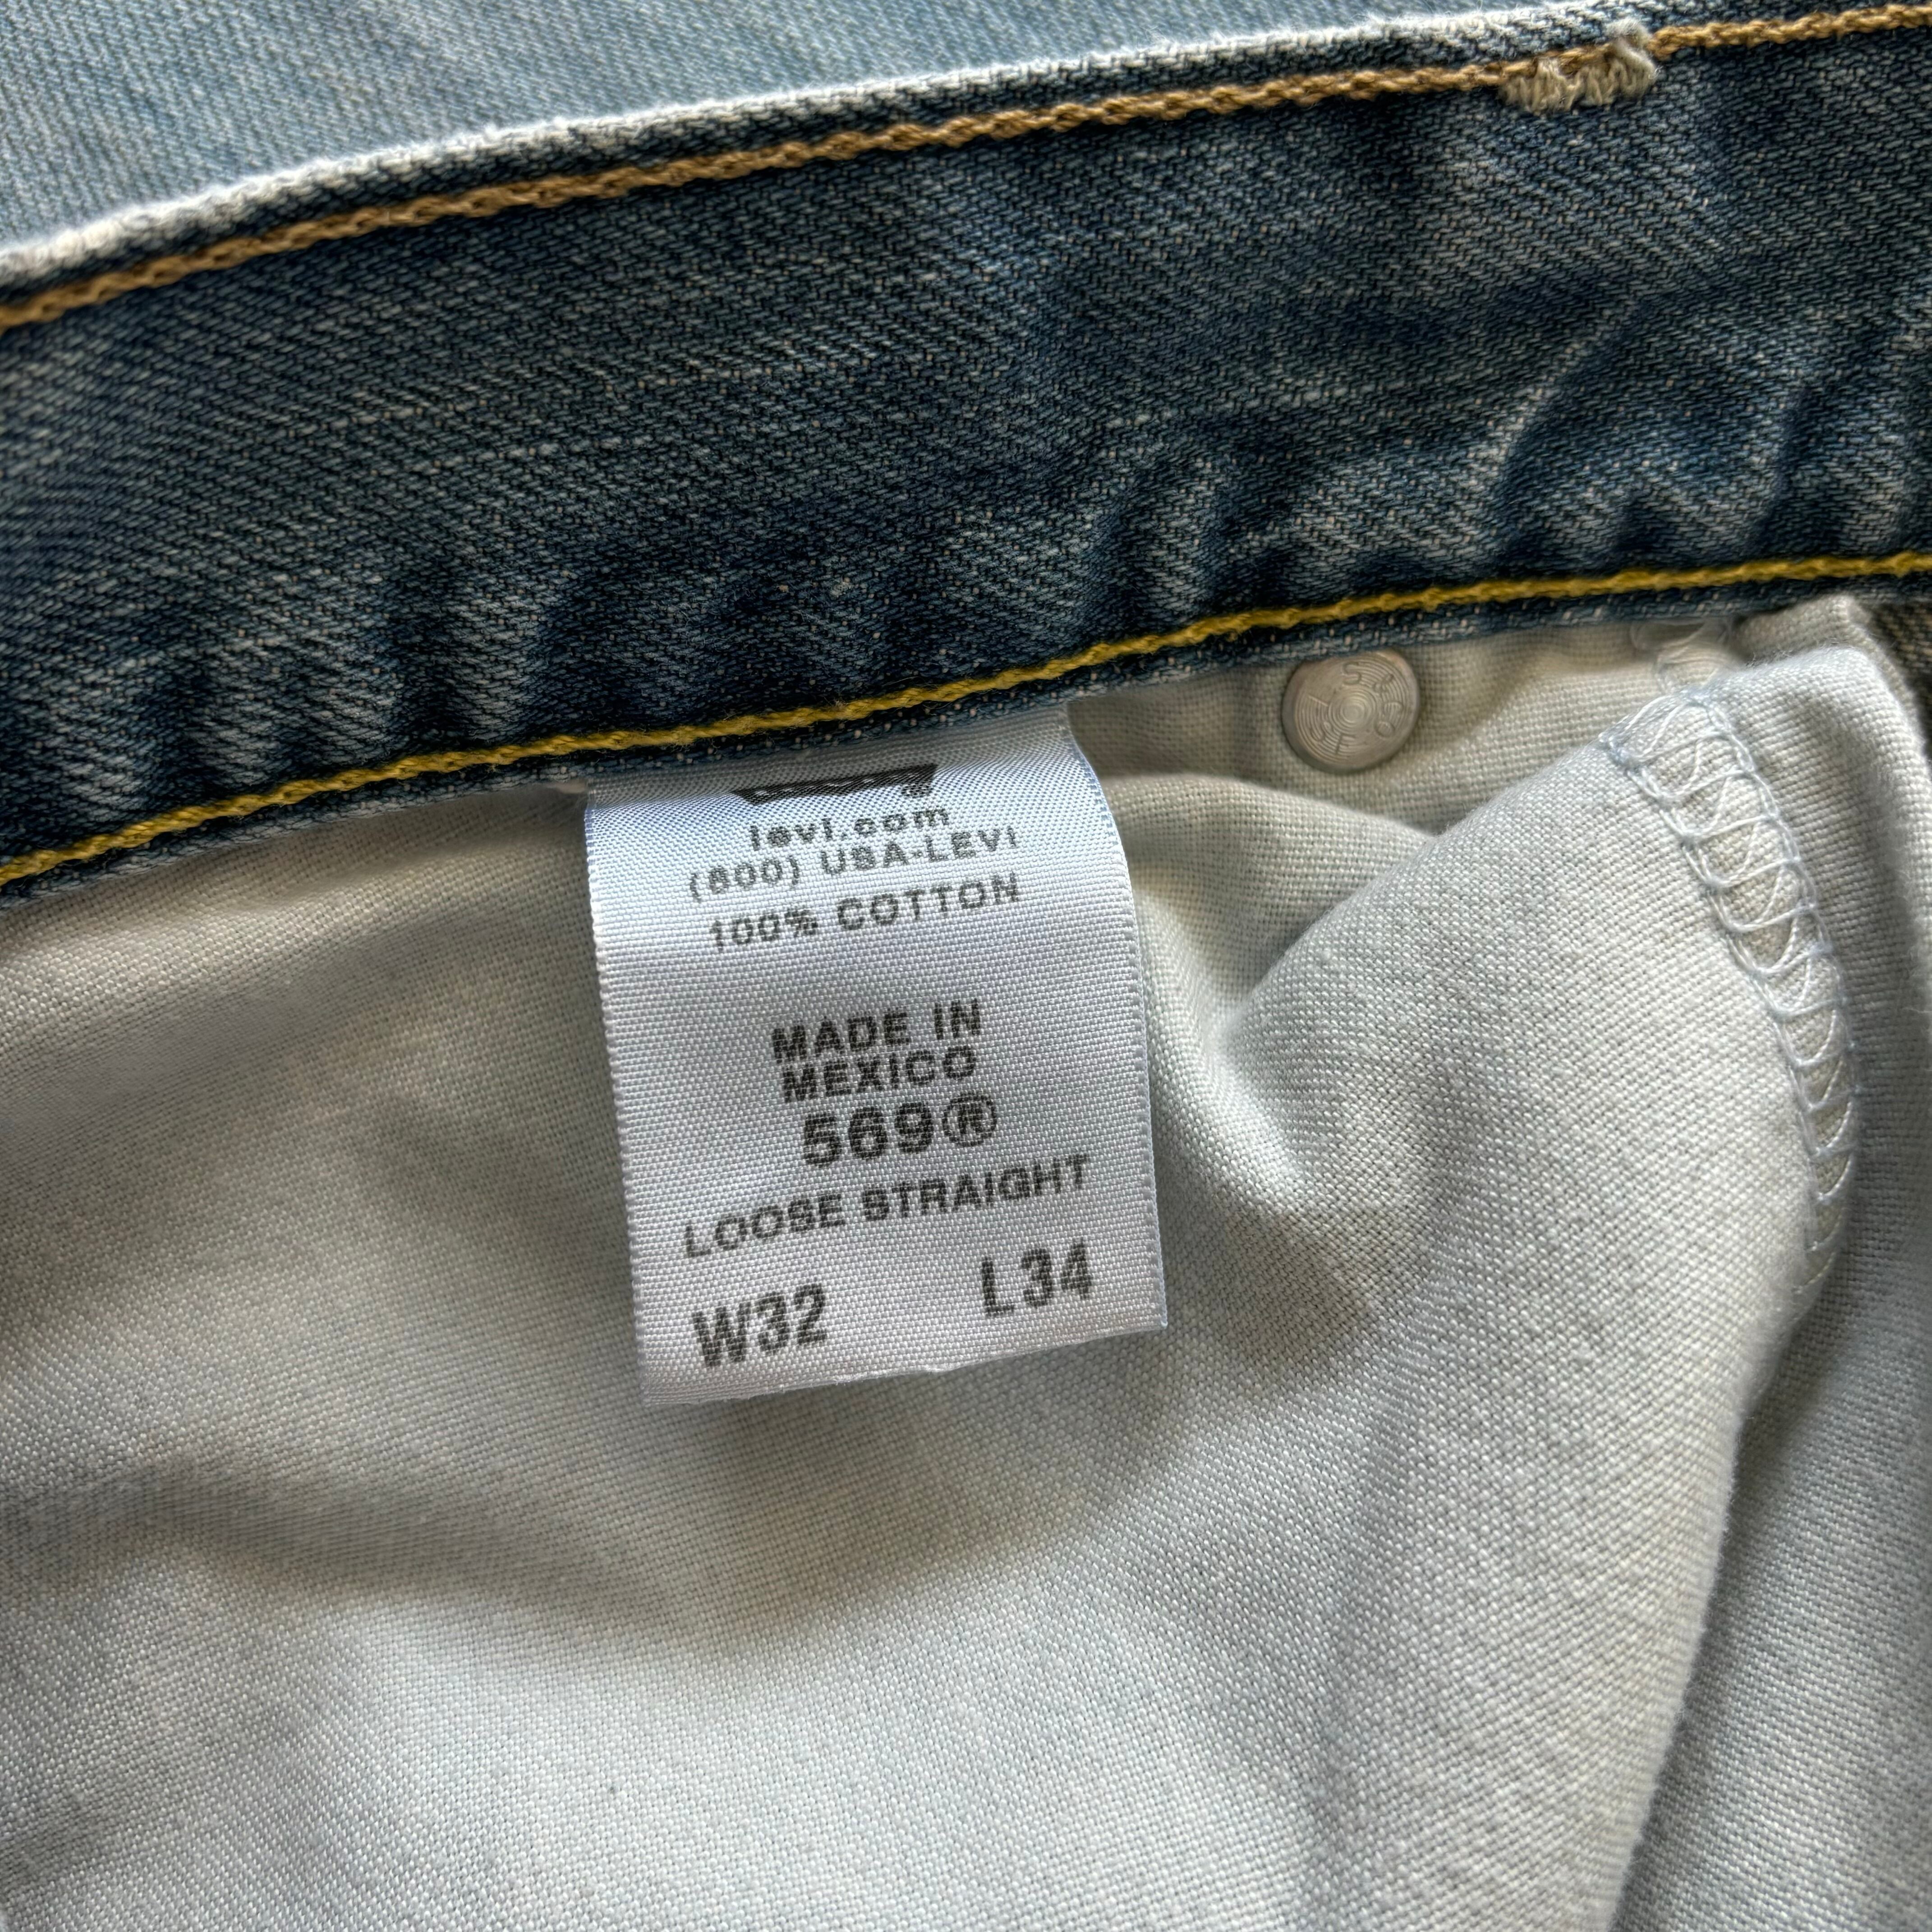 levi.com
(800) USA-LEVI
100% COTTON
MADE IN
MEXICO
569®
LOOSE STRAIGHT
W32 L34